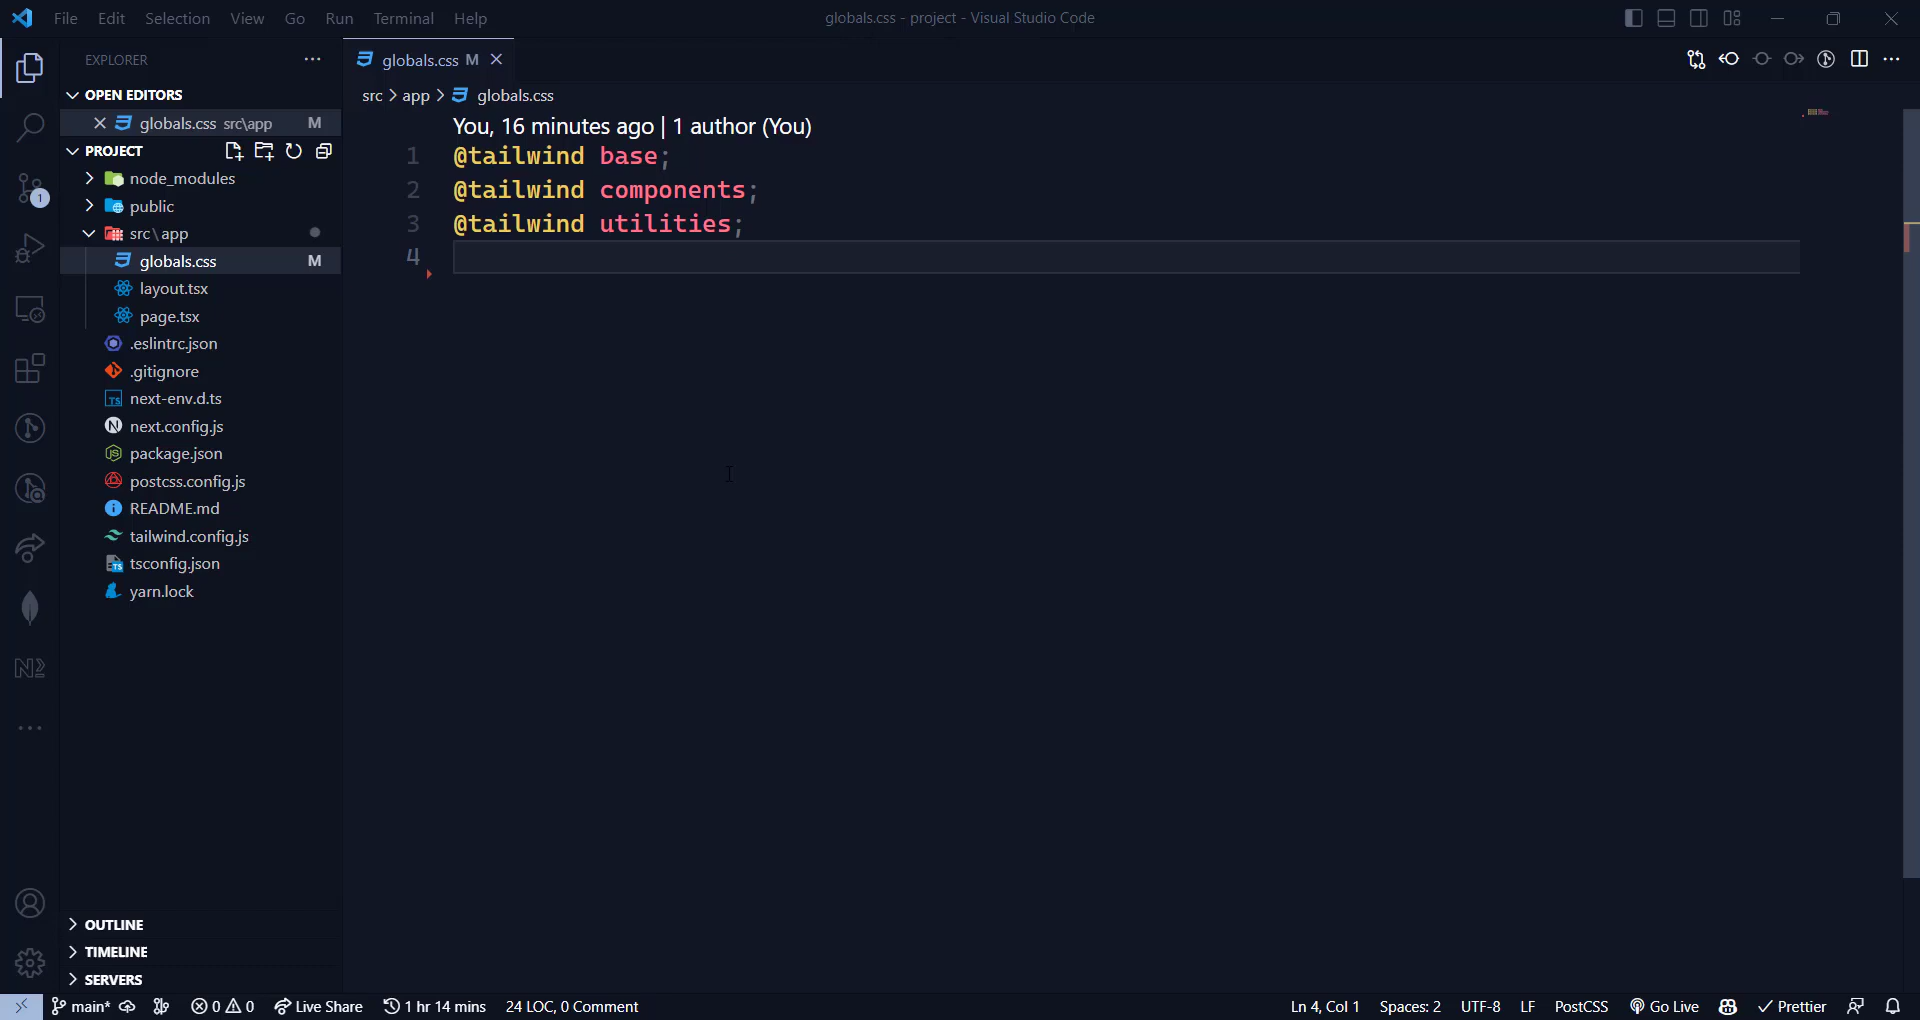 File Edit Selection View Go Run Terminal Help
globals.css - project - Visual Studio Code
EXPLORER
globals.css M
OPEN EDITORS
globals.css src\app M
PROJECT
node_modules
public
src\app
globals.css M
layout.tsx
page.tsx
.eslintrc.json
.gitignore
next-env.d.ts
next.config.js
package.json
postcss.config.js
README.md
tailwind.config.js
tsconfig.json
yarn.lock
OUTLINE
TIMELINE
SERVERS
src > app > globals.css
You, 16 minutes ago | 1 author (You)
1 @tailwind base;
2 @tailwind components;
3 @tailwind utilities;
4
1
main* 0 0 Live Share 1 hr 14 mins 24 LOC, 0 Comment
Ln 4, Col 1 Spaces: 2 UTF-8 LF PostCSS Go Live Prettier